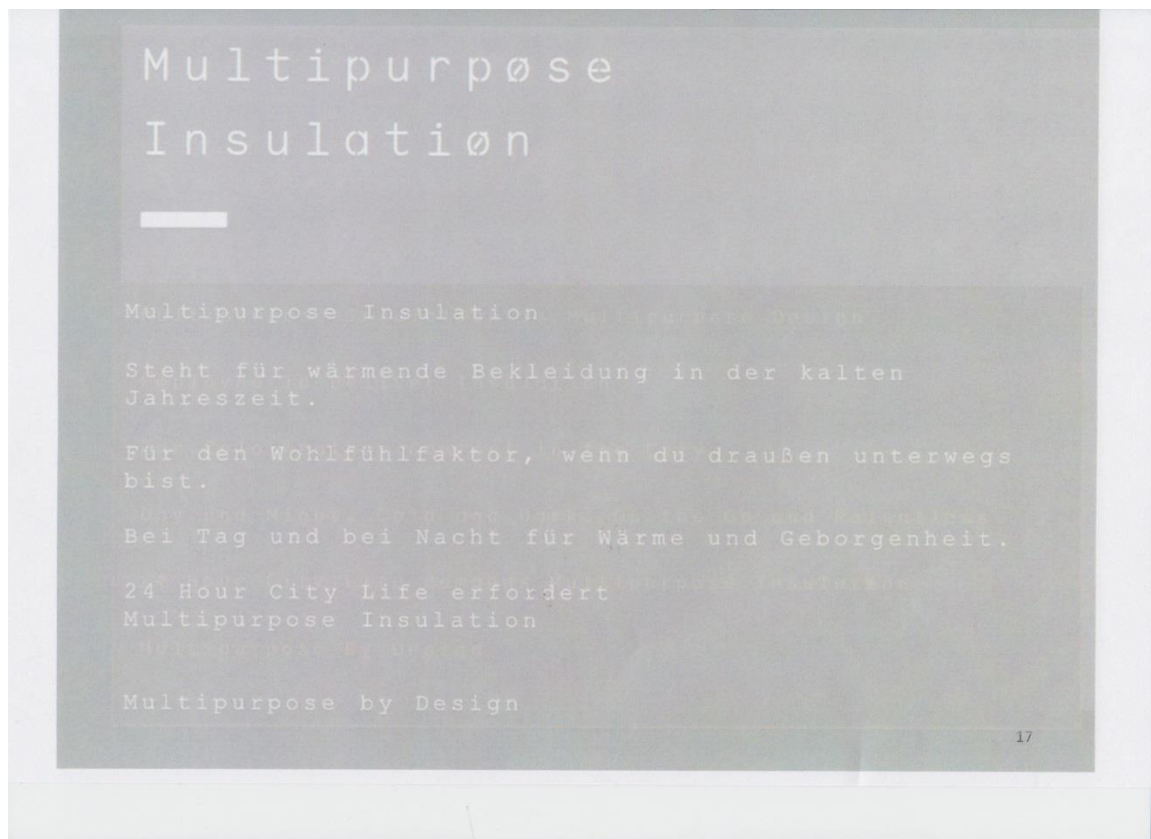 Multipurpøse
Insulatiøn
Multipurpose Insulation
Steht für wärmende Bekleidung in der kalten
Jahreszeit.
Für den Wohlfühlfaktor, wenn du draußen unterwegs
bist.
Bei Tag und bei Nacht für Wärme und Geborgenheit.
24 Hour City Life erfordert
Multipurpose Insulation
Multipurpose by Design
17